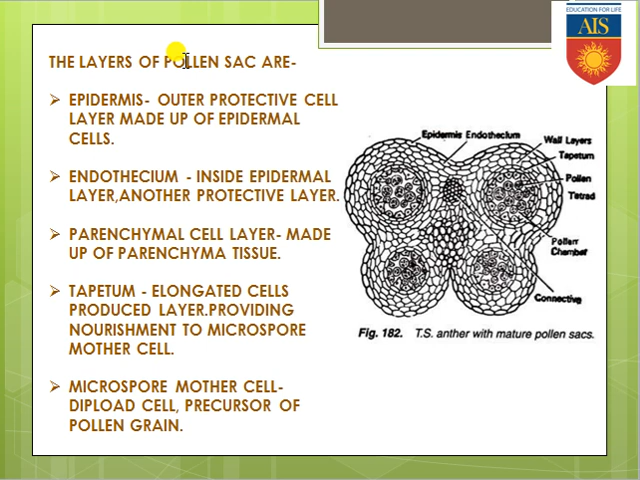 EDUCATION FOR LIFE
AIS
THE LAYERS OF POLLEN SAC ARE-
EPIDERMIS- OUTER PROTECTIVE CELL
LAYER MADE UP OF EPIDERMAL
CELLS.
ENDOTHECIUM - INSIDE EPIDERMAL
LAYER,ANOTHER PROTECTIVE LAYER.
PARENCHYMAL CELL LAYER- MADE
UP OF PARENCHYMA TISSUE.
TAPETUM - ELONGATED CELLS
PRODUCED LAYER.PROVIDING
NOURISHMENT TO MICROSPORE
MOTHER CELL.
MICROSPORE MOTHER CELL-
DIPLOAD CELL, PRECURSOR OF
POLLEN GRAIN.
Epidermis Endothecium
Wall Layers
Tapetum
Pollen
Tetrad
Pollen
Chamber
Connective
Fig. 182. T.S. anther with mature pollen sacs.